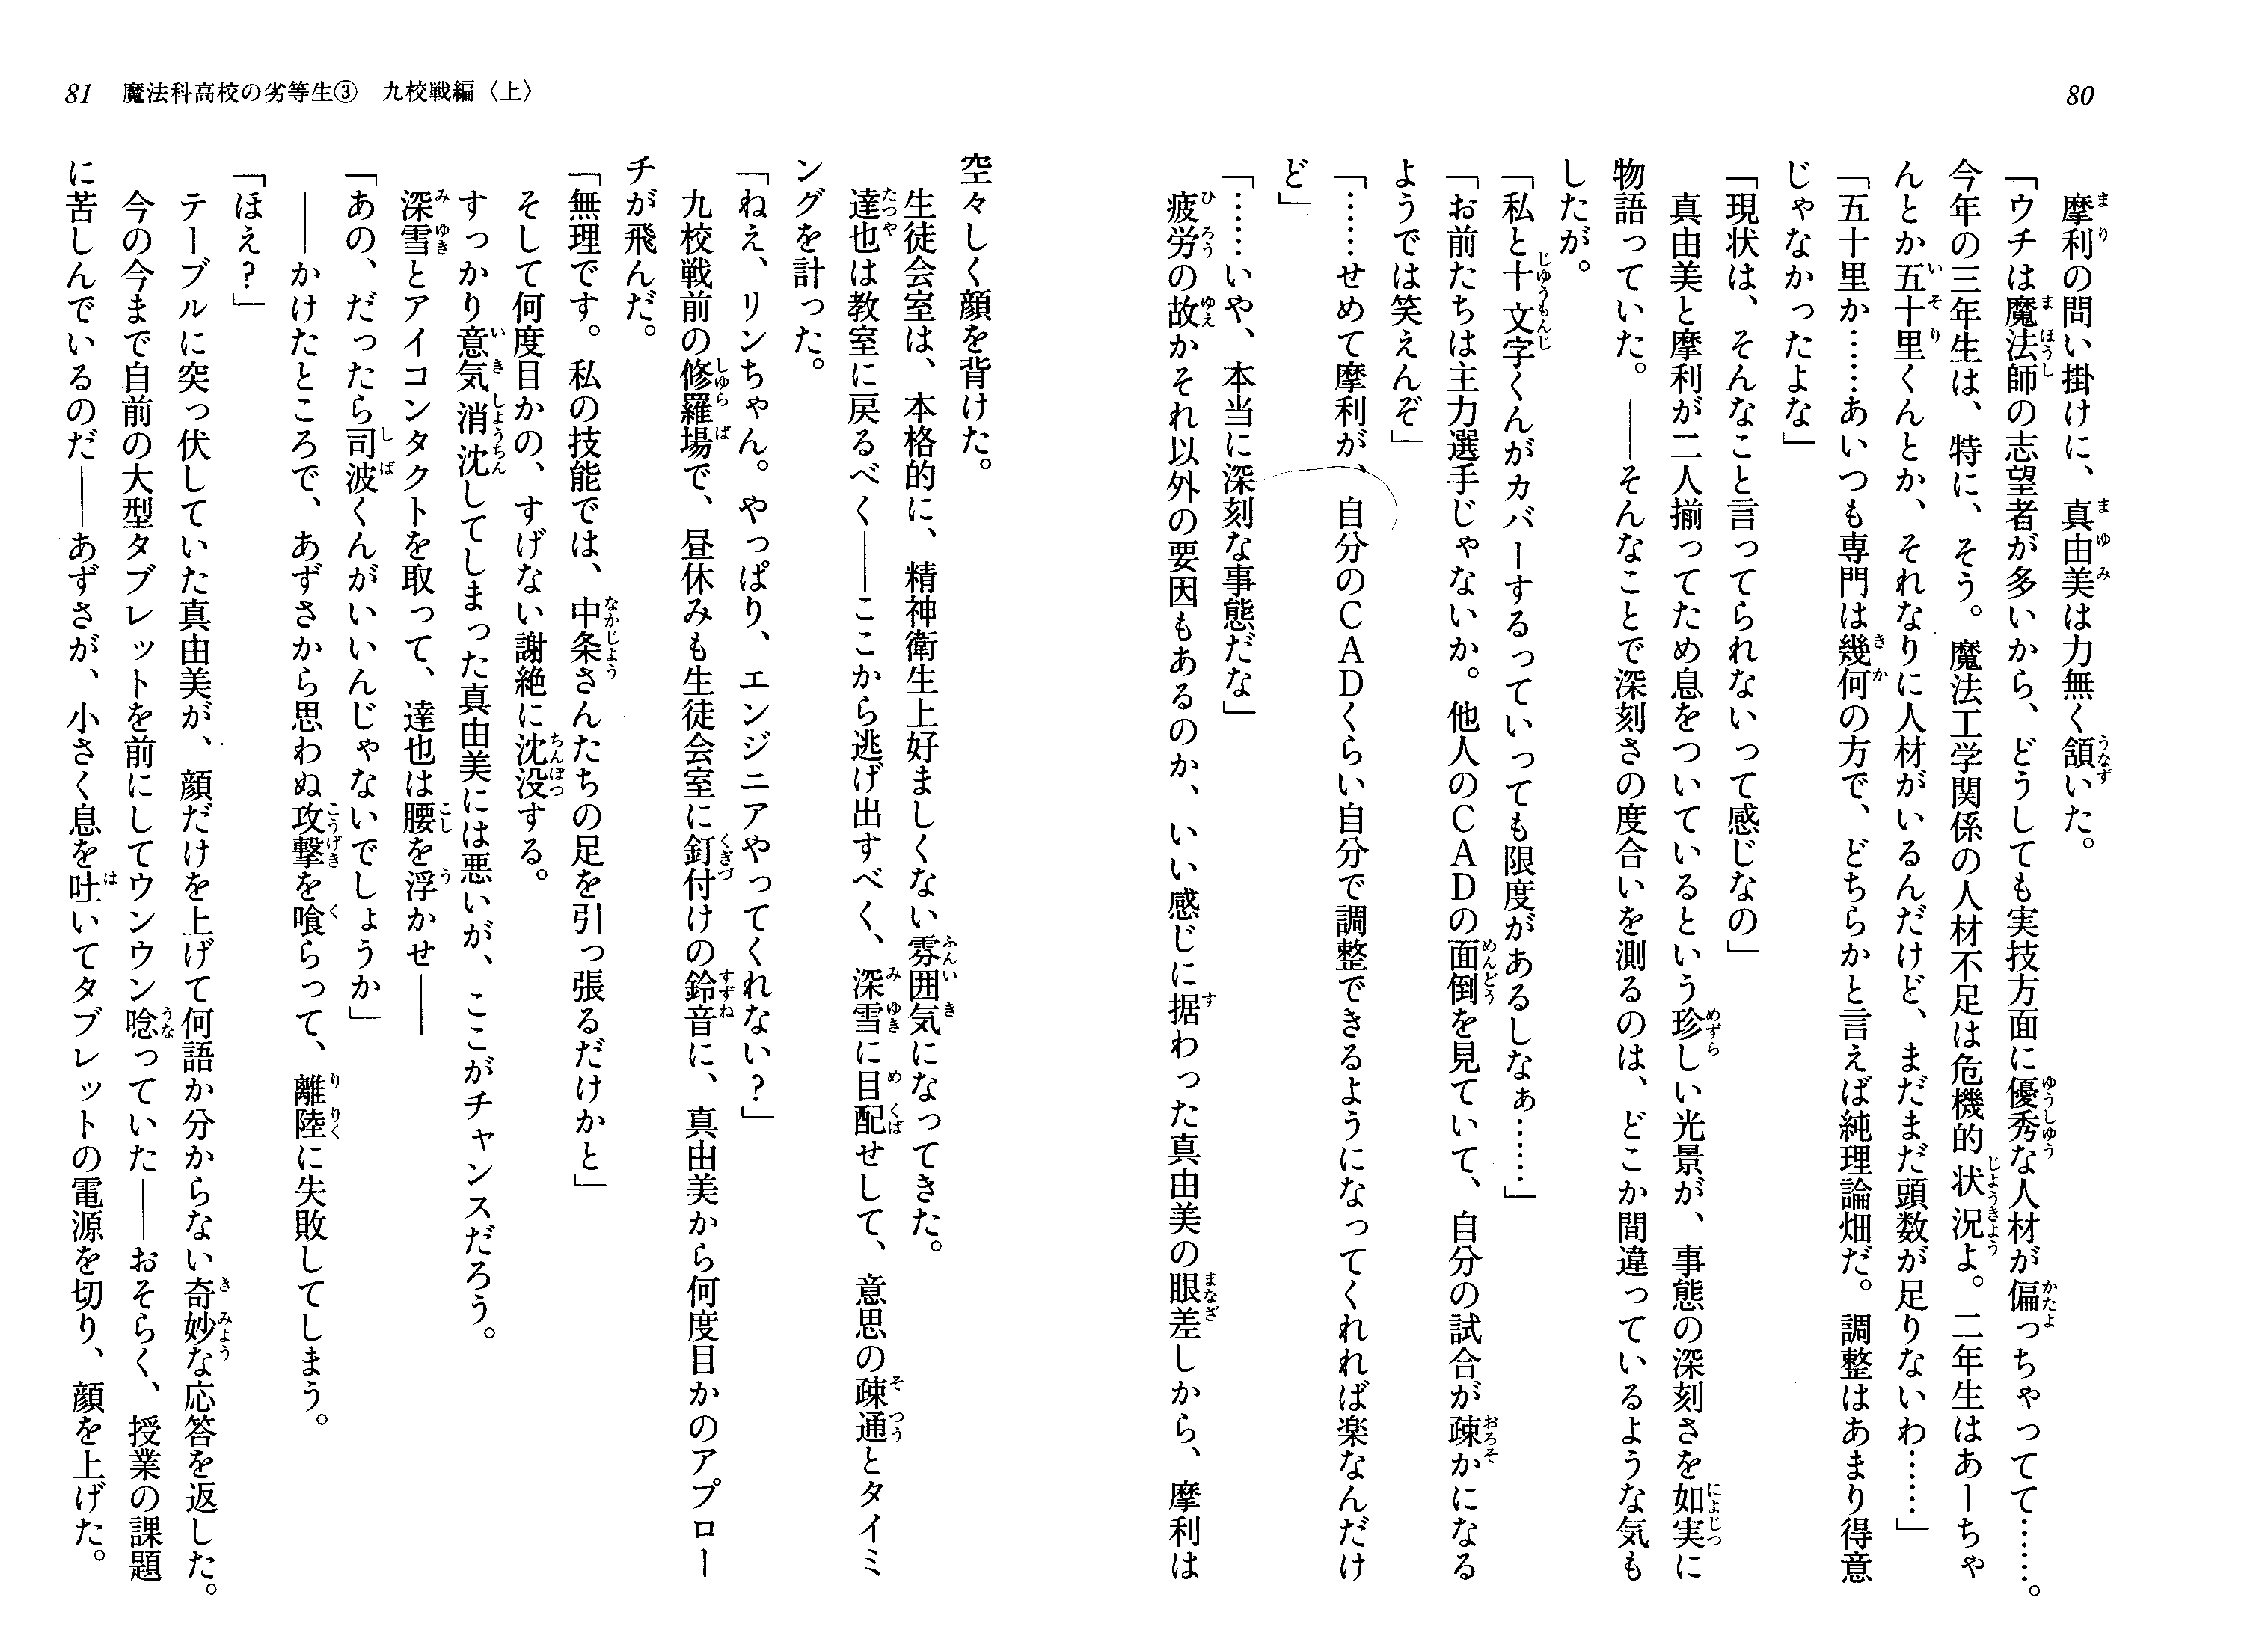 80
摩利の問い掛けに、真由美は力無く頷いた。
「ウチは魔法師の志望者が多いから、どうしても実技方面に優秀な人材が偏っちゃってて……。
今年の三年生は、特に、そう。魔法工学関係の人材不足は危機的状況よ。二年生はあーちゃ
んとか五十里くんとか、それなりに人材がいるんだけど、まだまだ頭数が足りないわ……」
「五十里か……あいつも専門は幾何の方で、どちらかと言えば純理論畑だ。調整はあまり得意
じゃなかったよな」
「現状は、そんなこと言ってられないって感じなの」
真由美と摩利が二人揃ってため息をついているという珍しい光景が、事態の深刻さを如実に
物語っていた。――そんなことで深刻さの度合いを測るのは、どこか間違っているような気も
したが。
「私と十文字くんがカバーするっていっても限度があるしなぁ……」
「お前たちは主力選手じゃないか。他人のＣＡＤの面倒を見ていて、自分の試合が疎かになる
ようでは笑えんぞ」
「……せめて摩利が、自分のＣＡＤくらい自分で調整できるようになってくれれば楽なんだけ
ど」
「……いや、本当に深刻な事態だな」
疲労の故かそれ以外の要因もあるのか、いい感じに据わった真由美の眼差しから、摩利は
81 魔法科高校の劣等生③ 九校戦編〈上〉
空々しく顔を背けた。
生徒会室は、本格的に、精神衛生上好ましくない雰囲気になってきた。
達也は教室に戻るべく――ここから逃げ出すべく、深雪に目配せして、意思の疎通とタイミ
ングを計った。
「ねえ、リンちゃん。やっぱり、エンジニアやってくれない？」
九校戦前の修羅場で、昼休みも生徒会室に釘付けの鈴音に、真由美から何度目かのアプロー
チが飛んだ。
「無理です。私の技能では、中条さんたちの足を引っ張るだけかと」
そして何度目かの、すげない謝絶に沈没する。
すっかり意気消沈してしまった真由美には悪いが、ここがチャンスだろう。
深雪とアイコンタクトを取って、達也は腰を浮かせ――
「あの、だったら司波くんがいいんじゃないでしょうか」
――かけたところで、あずさから思わぬ攻撃を喰らって、離陸に失敗してしまう。
「ほえ？」
テーブルに突っ伏していた真由美が、顔だけを上げて何語か分からない奇妙な応答を返した。
今の今まで自前の大型タブレットを前にしてウンウン唸っていた――おそらく、授業の課題
に苦しんでいるのだ――あずさが、小さく息を吐いてタブレットの電源を切り、顔を上げた。